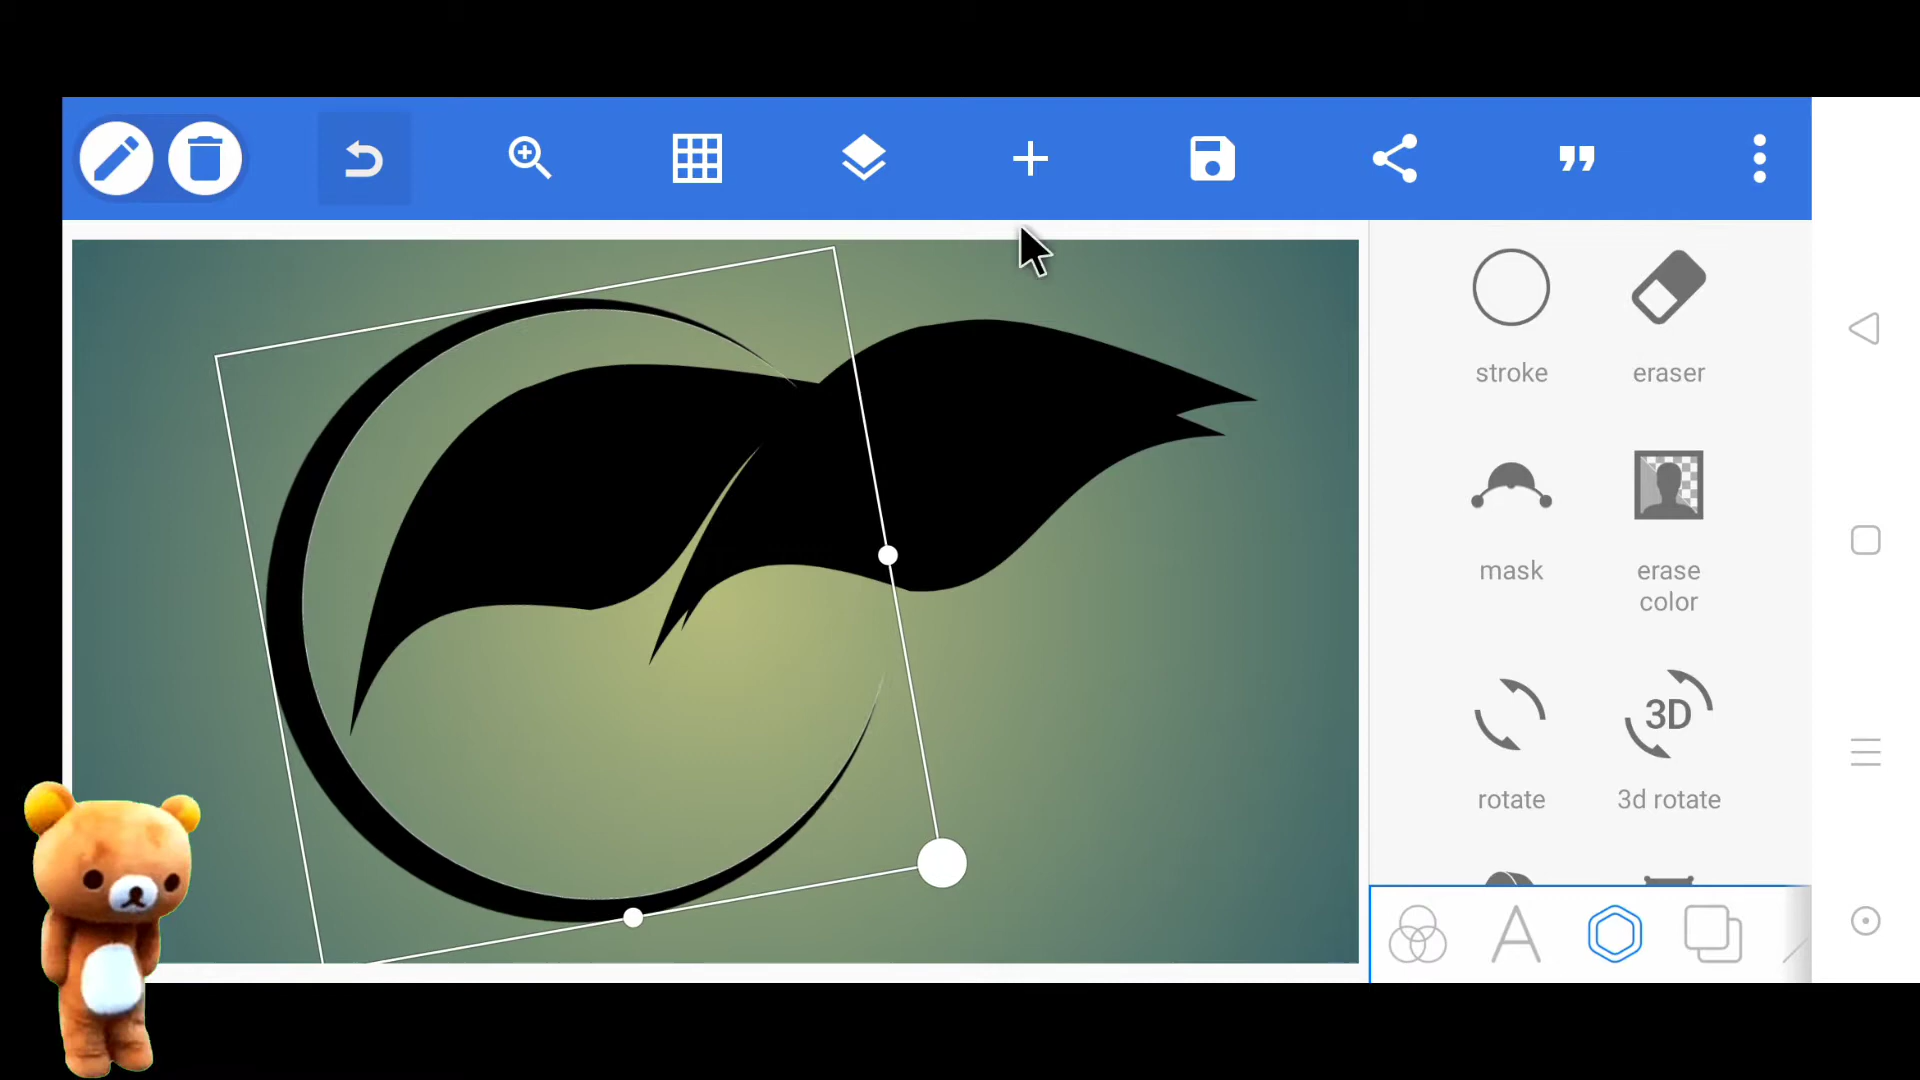 stroke
eraser
mask
erase
color
3D
rotate
3d rotate
A